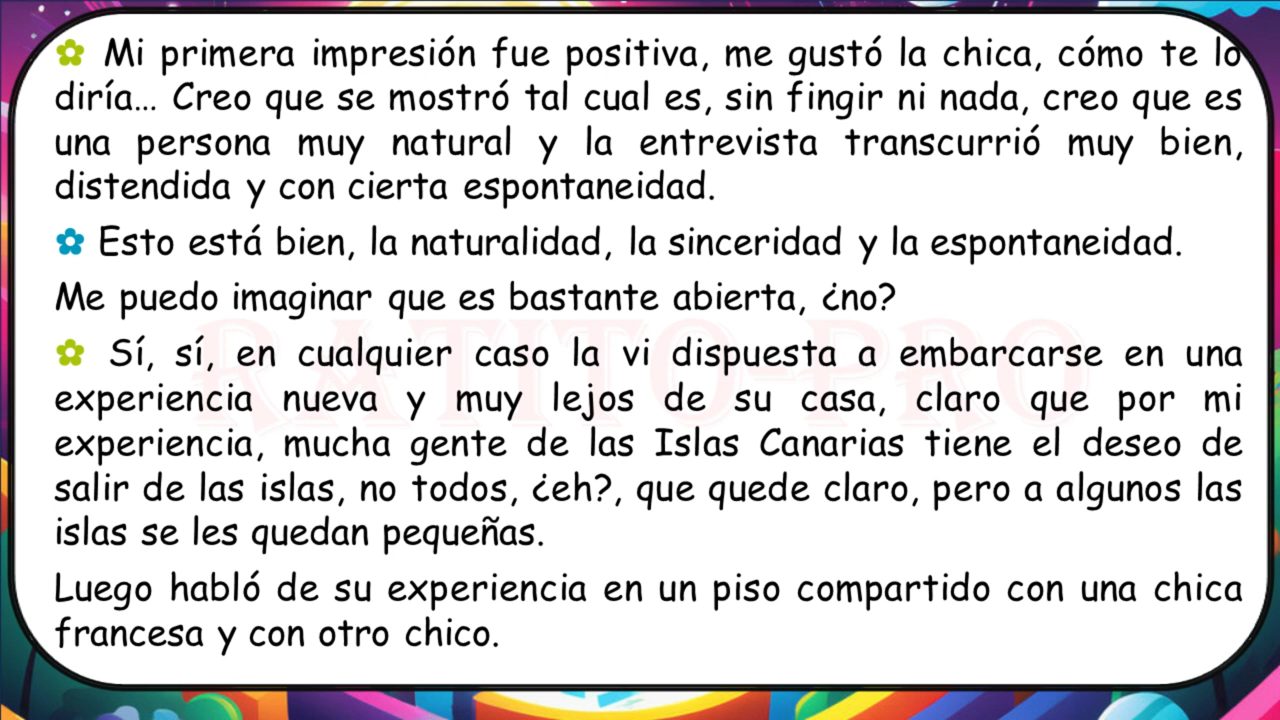 Mi primera impresión fue positiva, me gustó la chica, cómo te lo
diría... Creo que se mostró tal cual es, sin fingir ni nada, creo que es
una persona muy natural y la entrevista transcurrió muy bien,
distendida y con cierta espontaneidad.
Esto está bien, la naturalidad, la sinceridad y la espontaneidad.
Me puedo imaginar que es bastante abierta, ¿no?
Sí, sí, en cualquier caso la vi dispuesta a embarcarse en una
experiencia nueva y muy lejos de su casa, claro que por mi
experiencia, mucha gente de las Islas Canarias tiene el deseo de
salir de las islas, no todos, ¿eh?, que quede claro, pero a algunos las
islas se les quedan pequeñas.
Luego habló de su experiencia en un piso compartido con una chica
francesa y con otro chico.
RATITO-PRO